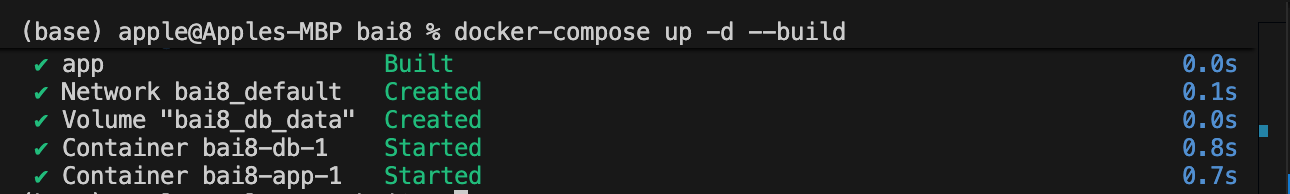 (base) apple@Apples-MBP bai8 % docker-compose up -d --build
✔ app Built 0.0s
✔ Network bai8_default Created 0.1s
✔ Volume "bai8_db_data" Created 0.0s
✔ Container bai8-db-1 Started 0.8s
✔ Container bai8-app-1 Started 0.7s